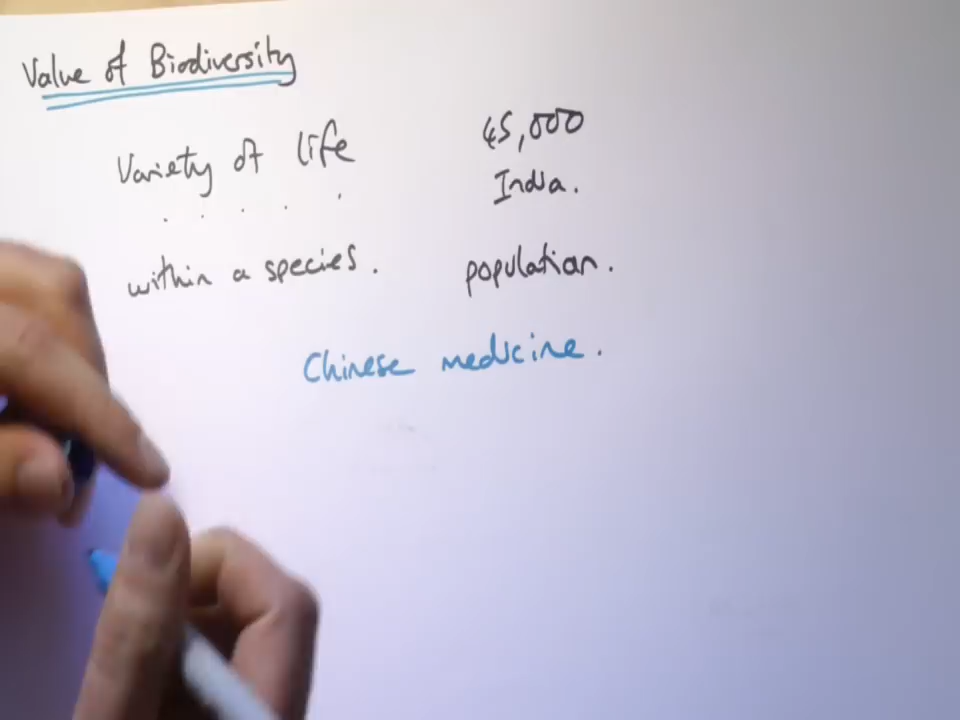 Value of Biodiversity
Variety of life
45,000
India.
within a species.
population.
Chinese medicine.